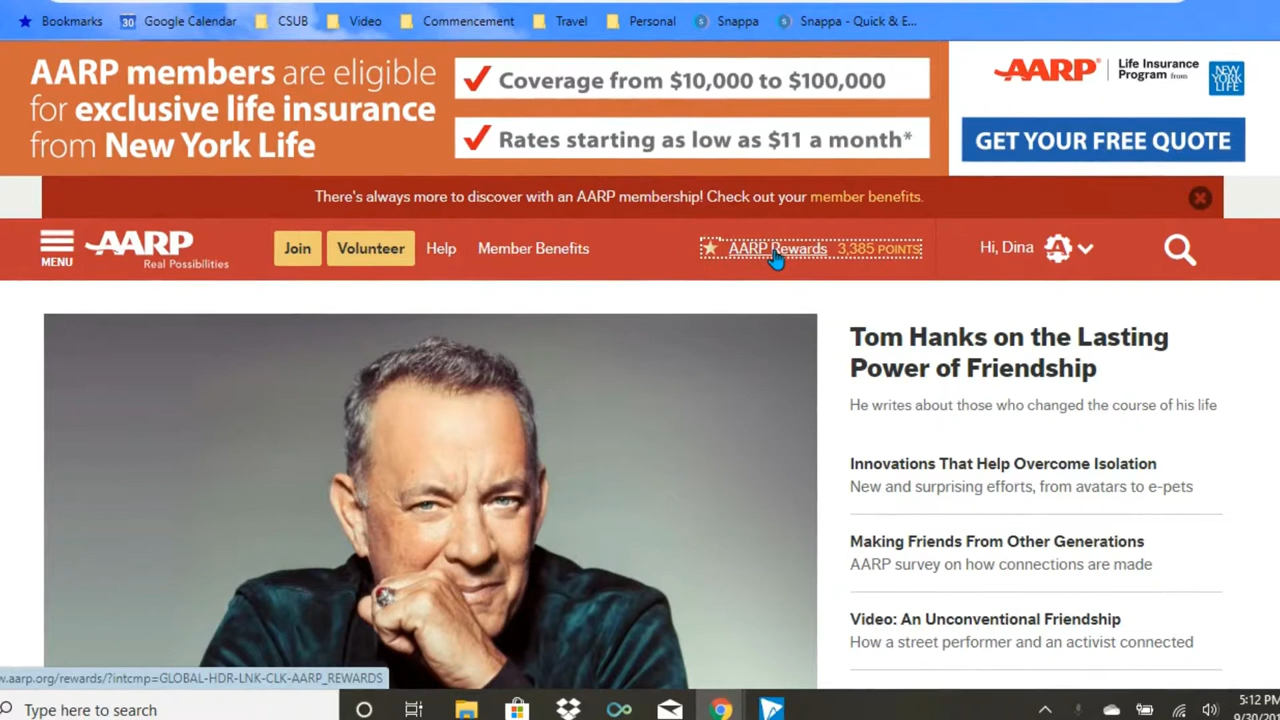 Bookmarks Google Calendar CSUB Video Commencement Travel Personal Snappa Snappa - Quick & E...
AARP members are eligible
for exclusive life insurance
from New York Life
Coverage from $10,000 to $100,000
Rates starting as low as $11 a month*
AARP Life Insurance
Program from
NEW
YORK
LIFE
GET YOUR FREE QUOTE
There's always more to discover with an AARP membership! Check out your member benefits.
MENU
AARP
Real Possibilities
Join Volunteer Help Member Benefits AARP Rewards 3,385 POINTS Hi, Dina
Tom Hanks on the Lasting
Power of Friendship
He writes about those who changed the course of his life
Innovations That Help Overcome Isolation
New and surprising efforts, from avatars to e-pets
Making Friends From Other Generations
AARP survey on how connections are made
Video: An Unconventional Friendship
How a street performer and an activist connected
w.aarp.org/rewards/?intcmp=GLOBAL-HDR-LNK-CLK-AARP_REWARDS
Type here to search
5:12 PM